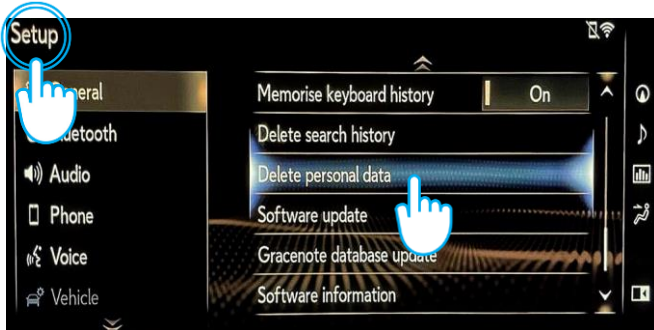 Setup
General
Bluetooth
Audio
Phone
Voice
Vehicle
Memorise keyboard history On
Delete search history
Delete personal data
Software update
Gracenote database update
Software information